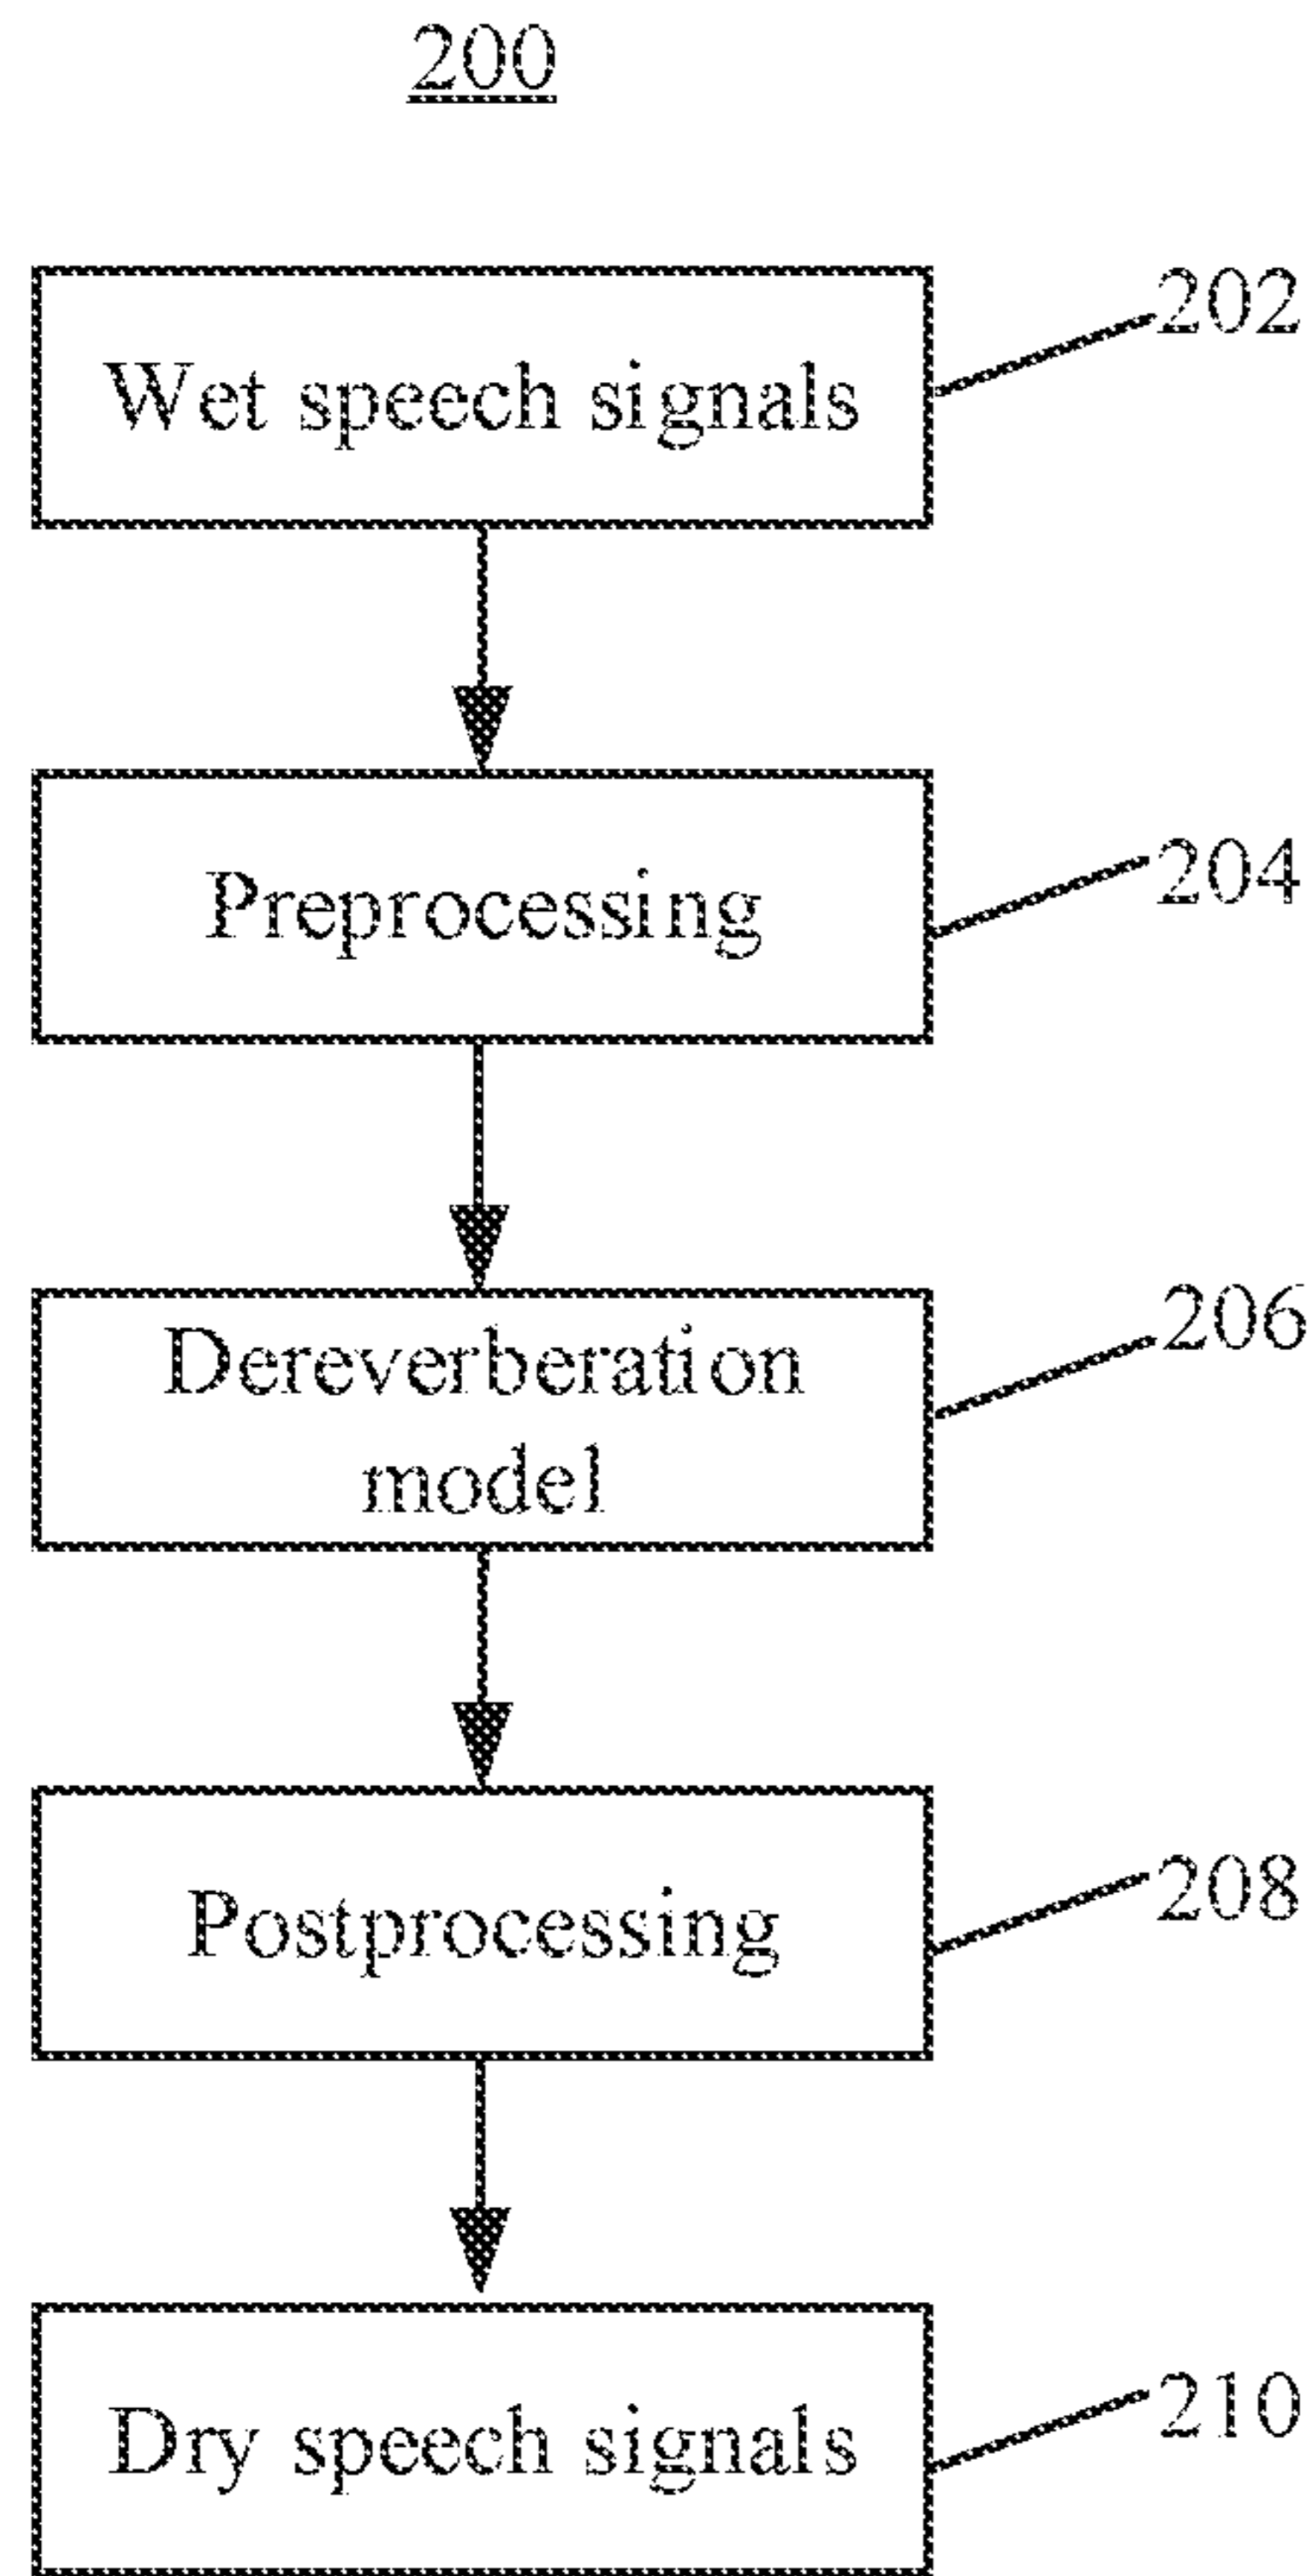 200
Wet speech signals
202
Preprocessing
204
Dereverberation
model
206
Postprocessing
208
Dry speech signals
210